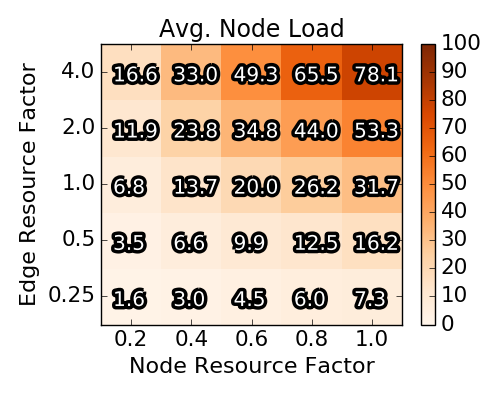 Avg. Node Load
Edge Resource Factor
4.0 16.6 33.0 49.3 65.5 78.1
2.0 11.9 23.8 34.8 44.0 53.3
1.0 6.8 13.7 20.0 26.2 31.7
0.5 3.5 6.6 9.9 12.5 16.2
0.25 1.6 3.0 4.5 6.0 7.3
0.2 0.4 0.6 0.8 1.0
Node Resource Factor
100
90
80
70
60
50
40
30
20
10
0